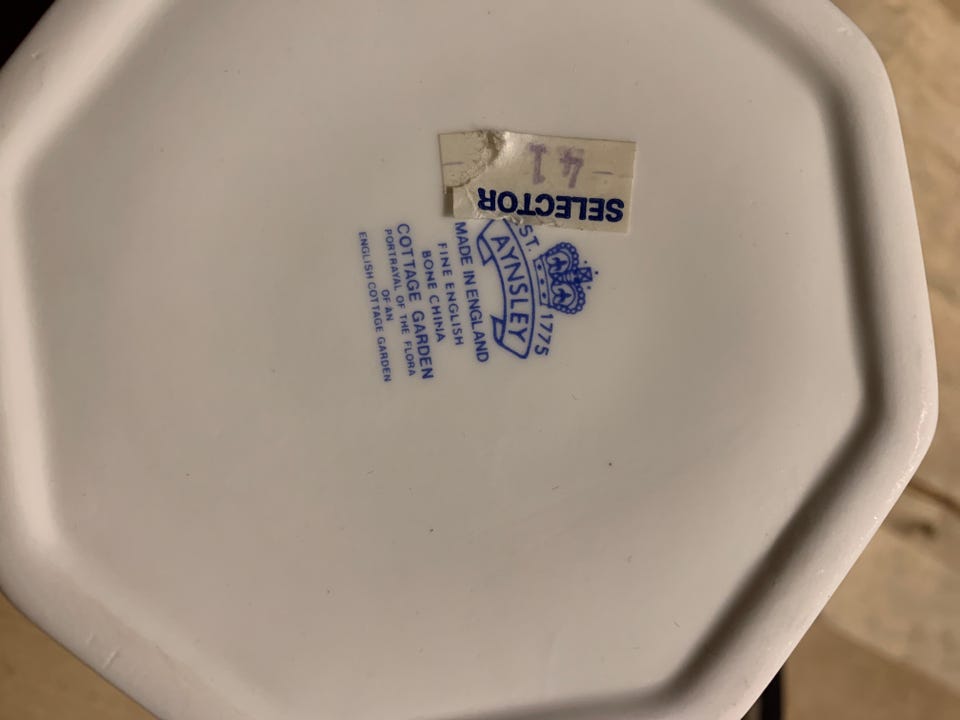 SELECTOR
- 41 -
EST. 1775
AYNSLEY
MADE IN ENGLAND
FINE ENGLISH
BONE CHINA
COTTAGE GARDEN
PORTRAYAL OF THE FLORA
OF AN
ENGLISH COTTAGE GARDEN